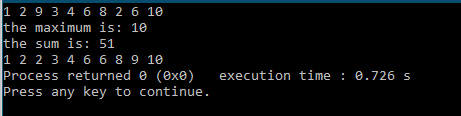 1 2 9 3 4 6 8 2 6 10
the maximum is: 10
the sum is: 51
1 2 2 3 4 6 6 8 9 10
Process returned 0 (0x0)   execution time : 0.726 s
Press any key to continue.